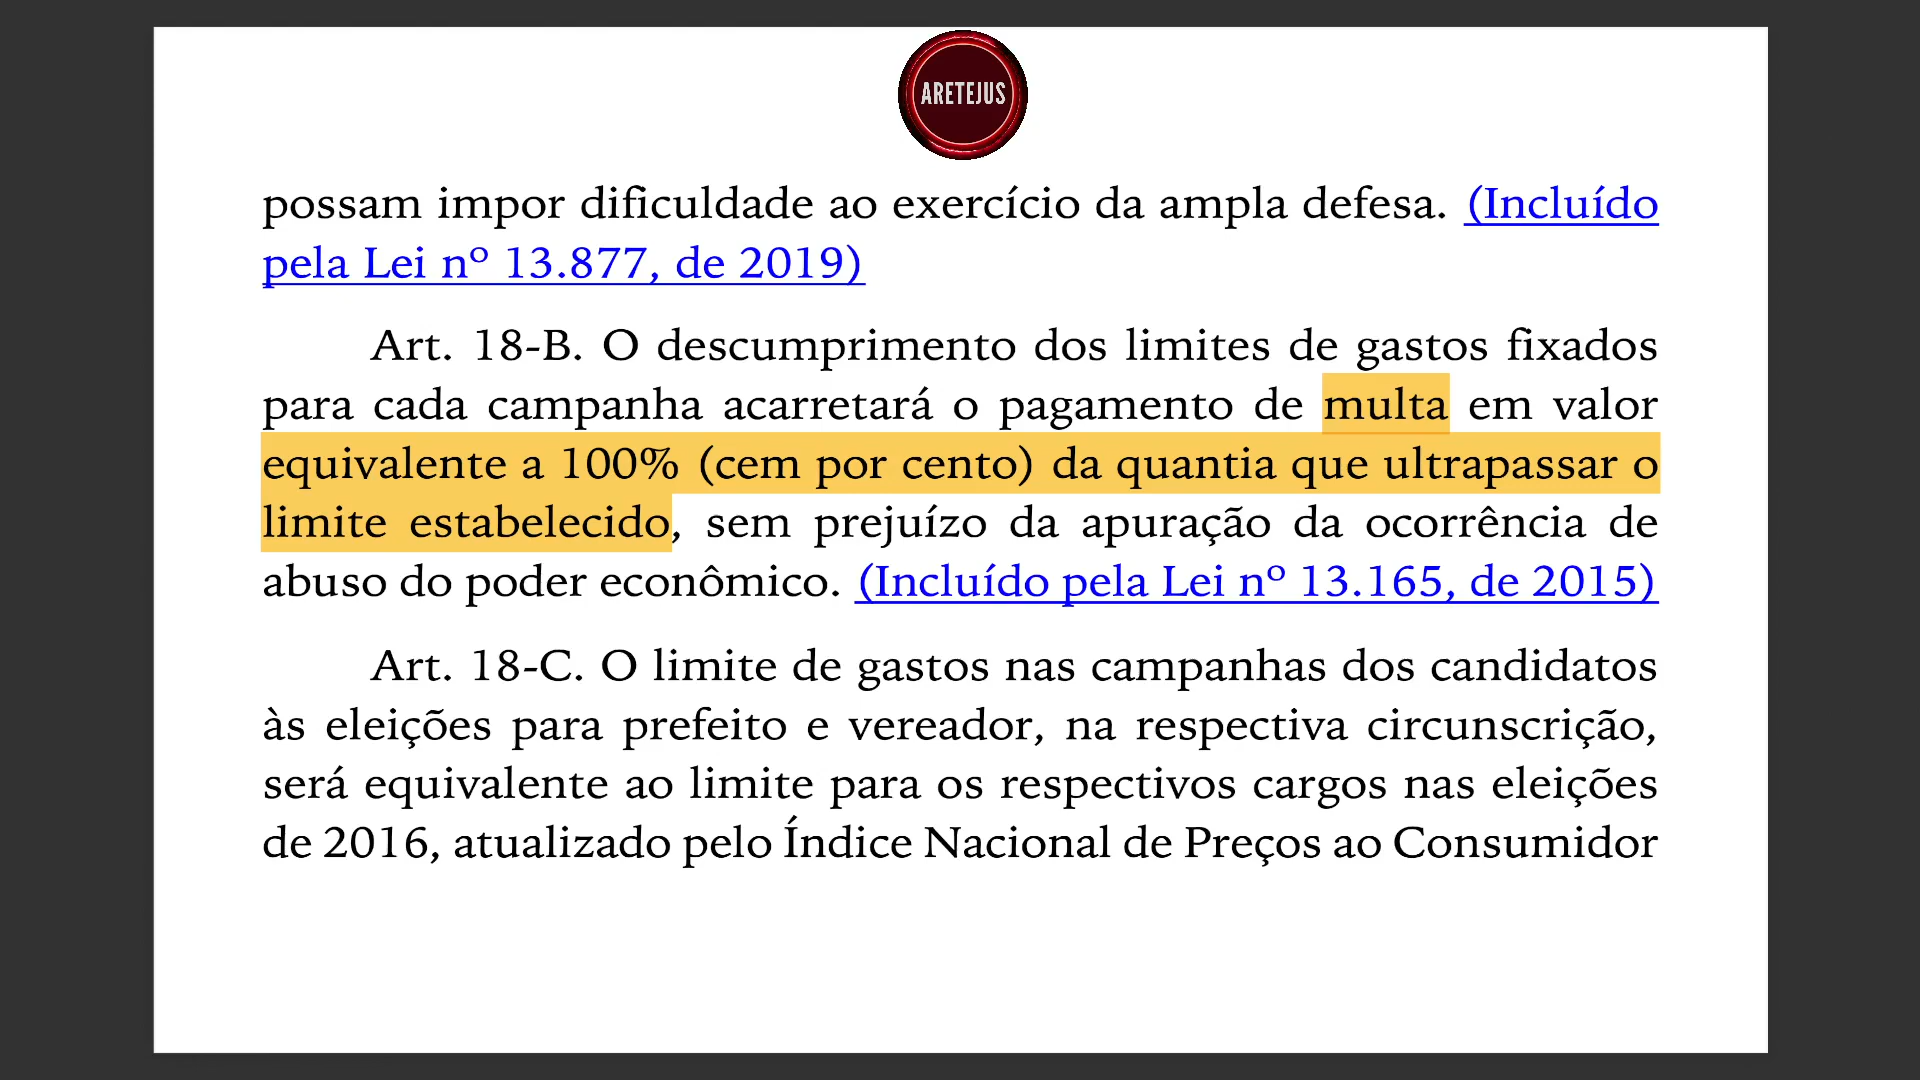 ARETEJUS
possam impor dificuldade ao exercício da ampla defesa. (Incluído
pela Lei nº 13.877, de 2019)
Art. 18-B. O descumprimento dos limites de gastos fixados
para cada campanha acarretará o pagamento de multa em valor
equivalente a 100% (cem por cento) da quantia que ultrapassar o
limite estabelecido, sem prejuízo da apuração da ocorrência de
abuso do poder econômico. (Incluído pela Lei nº 13.165, de 2015)
Art. 18-C. O limite de gastos nas campanhas dos candidatos
às eleições para prefeito e vereador, na respectiva circunscrição,
será equivalente ao limite para os respectivos cargos nas eleições
de 2016, atualizado pelo Índice Nacional de Preços ao Consumidor